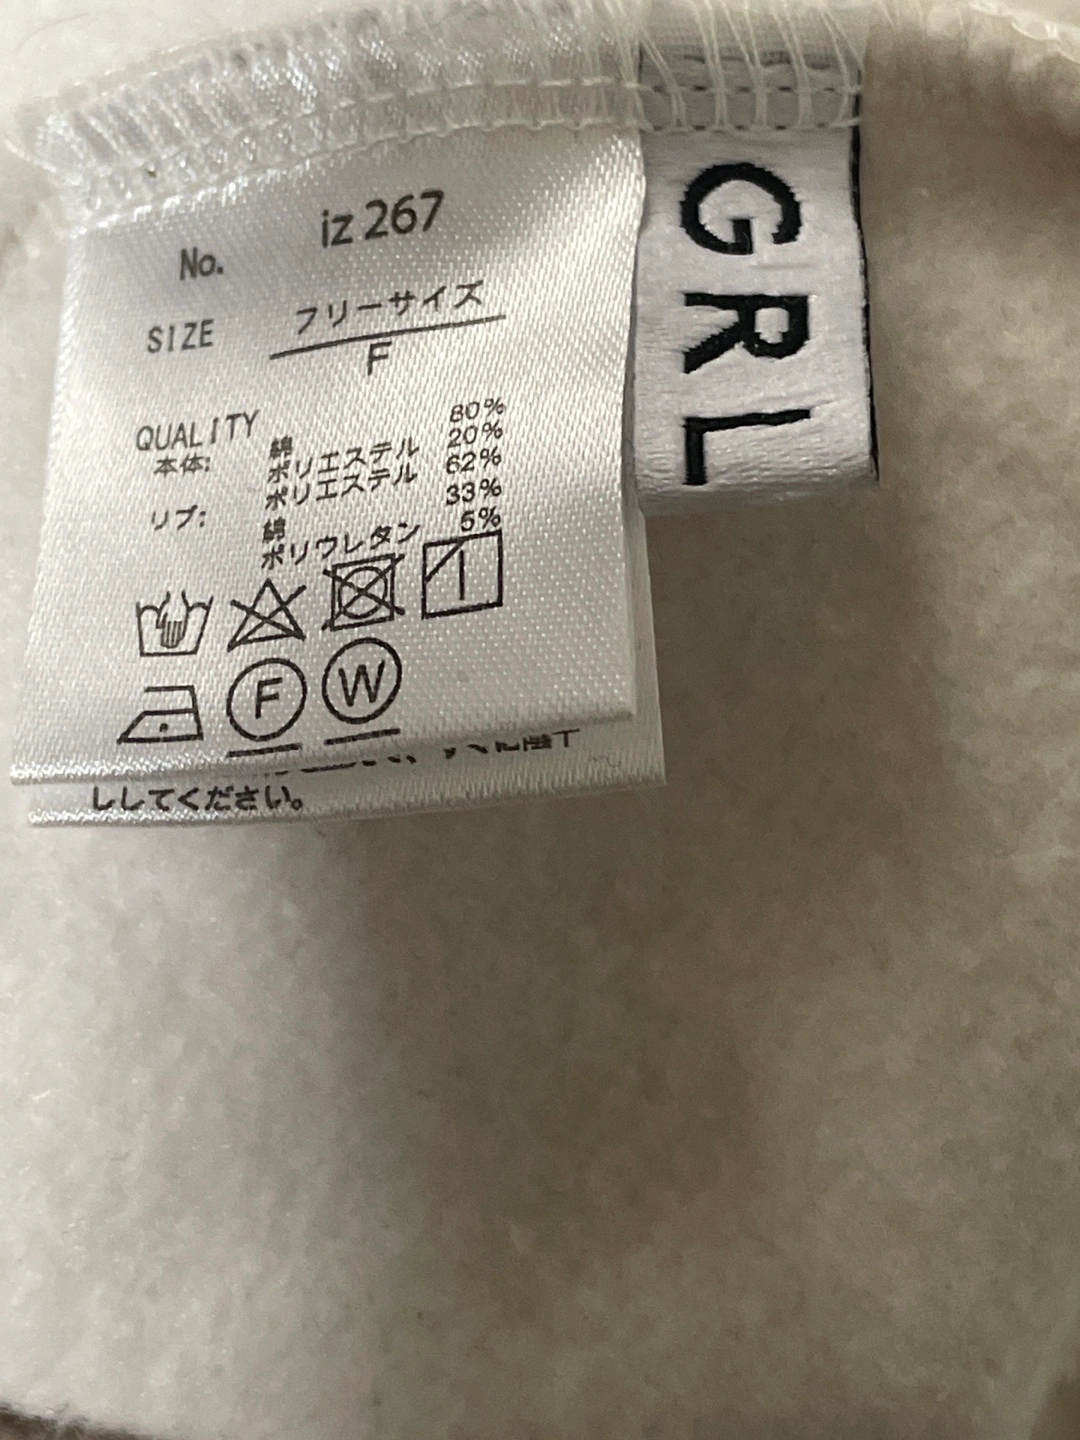 No. iz267
SIZE フリーサイズ
F
QUALITY
本体: 綿 80%
ポリエステル 20%
リブ: ポリエステル 62%
綿 33%
ポリウレタン 5%
F W
ししてください。
GRL